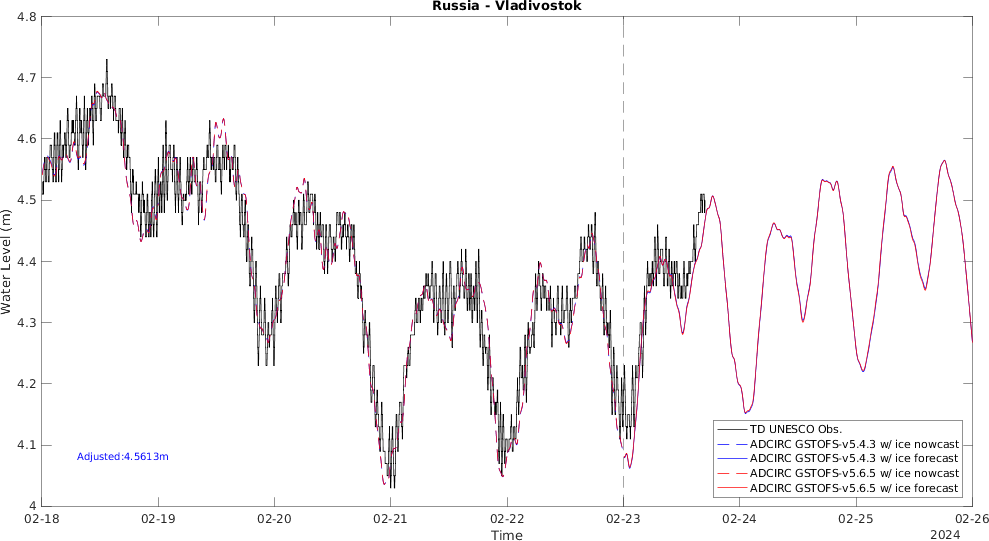 Russia - Vladivostok
4.8
4.7
4.6
4.5
4.4
4.3
4.2
4.1
4
Water Level (m)
Adjusted:4.5613m
TD UNESCO Obs.
ADCIRC GSTOFS-v5.4.3 w/ ice nowcast
ADCIRC GSTOFS-v5.4.3 w/ ice forecast
ADCIRC GSTOFS-v5.6.5 w/ ice nowcast
ADCIRC GSTOFS-v5.6.5 w/ ice forecast
02-18 02-19 02-20 02-21 02-22 02-23 02-24 02-25 02-26
Time
2024